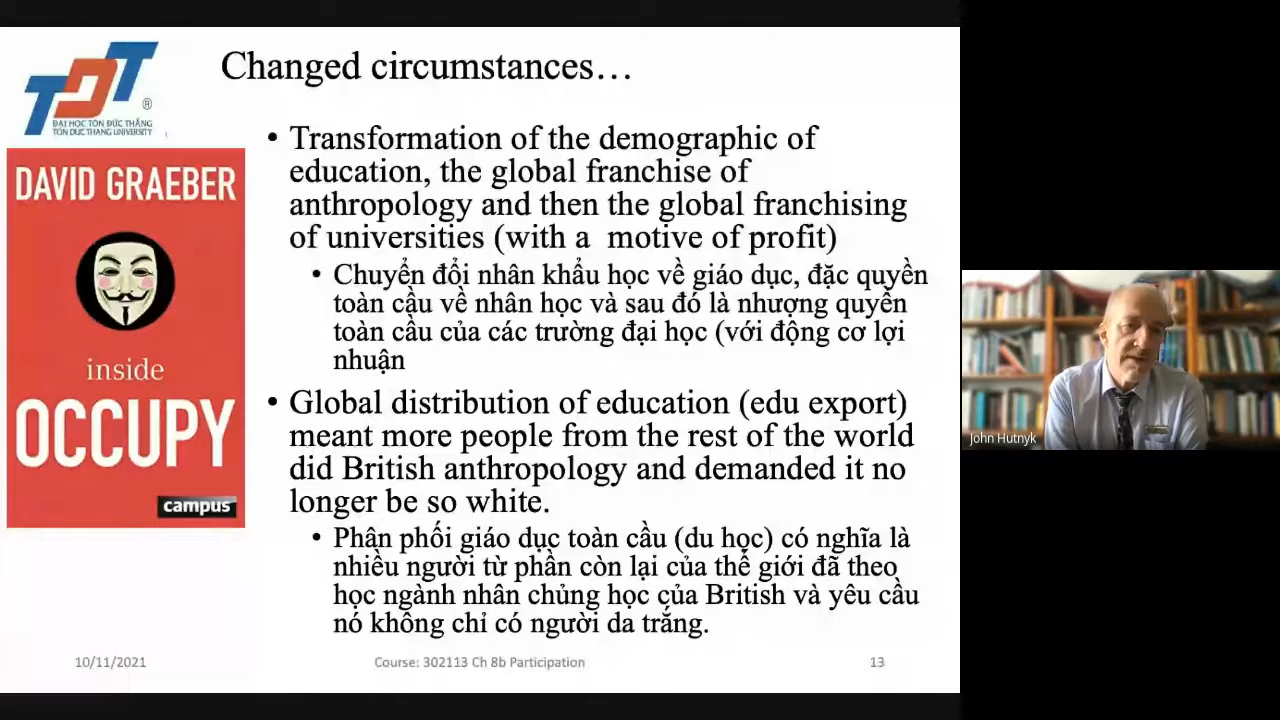 Changed circumstances…
TDT
®
ĐẠI HỌC TÔN ĐỨC THẮNG
TON DUC THANG UNIVERSITY
DAVID GRAEBER
inside
OCCUPY
campus
• Transformation of the demographic of
education, the global franchise of
anthropology and then the global franchising
of universities (with a motive of profit)
• Chuyển đổi nhân khẩu học về giáo dục, đặc quyền
toàn cầu về nhân học và sau đó là nhượng quyền
toàn cầu của các trường đại học (với động cơ lợi
nhuận
• Global distribution of education (edu export)
meant more people from the rest of the world
did British anthropology and demanded it no
longer be so white.
• Phân phối giáo dục toàn cầu (du học) có nghĩa là
nhiều người từ phần còn lại của thế giới đã theo
học ngành nhân chủng học của British và yêu cầu
nó không chỉ có người da trắng.
10/11/2021
Course: 302113 Ch 8b Participation
13
John Hutnyk